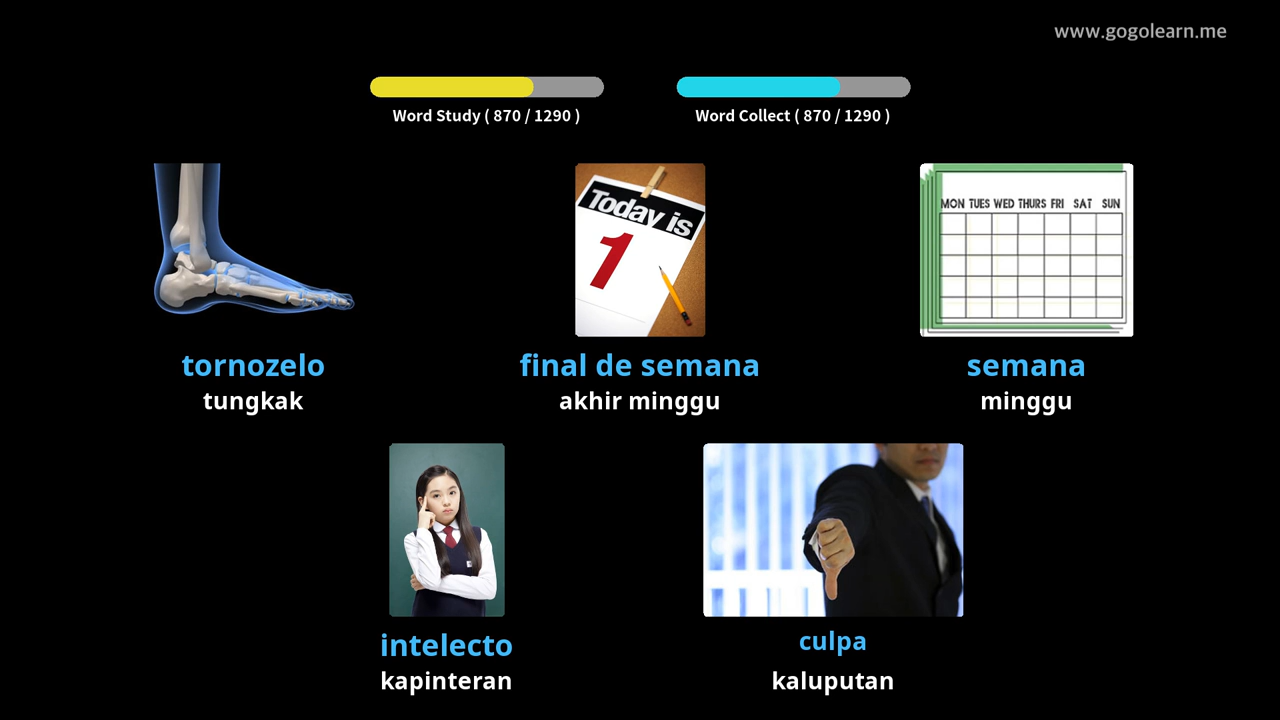 www.gogolearn.me
Word Study ( 870 / 1290 )
Word Collect ( 870 / 1290 )
Today is
1
MON TUES WED THURS FRI SAT SUN
tornozelo
tungkak
final de semana
akhir minggu
semana
minggu
intelecto
kapinteran
culpa
kaluputan